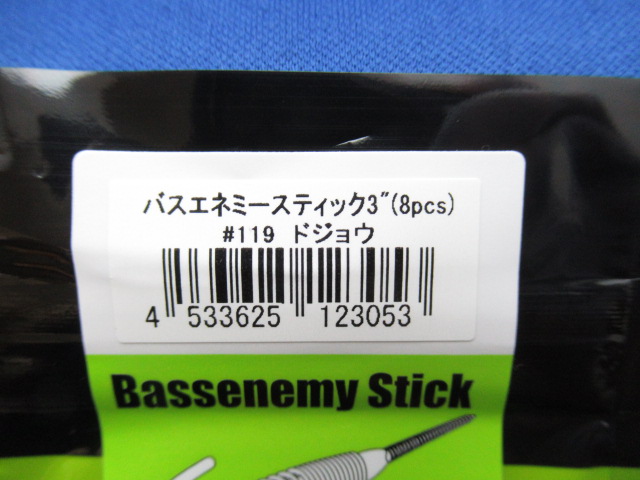 バスエネミースティック3"(8pcs)
#119 ドジョウ
4 533625 123053
Bassenemy Stick